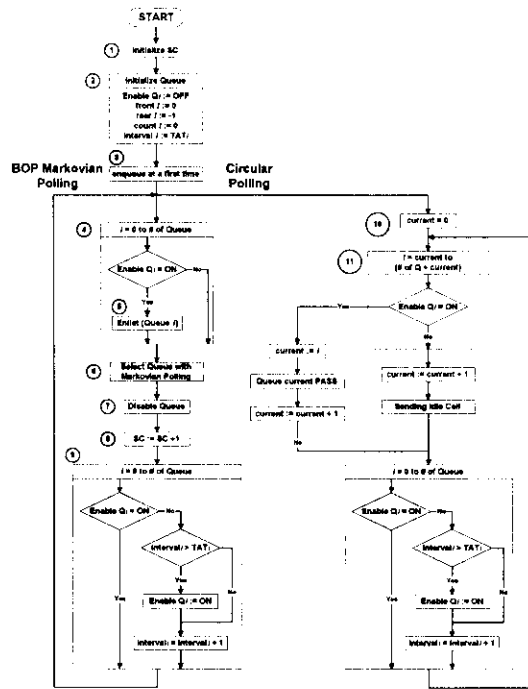 START
1
Initialize SC
2
Initialize Queue
Enable Qi := OFF
front i := 0
rear i := -1
count i := 0
Interval i := TATi
3
enqueue at a first time
BOP Markovian
Polling
Circular
Polling
4
i = 0 to # of Queue
Enable Qi = ON
No
Yes
5
Enlist (Queue i)
6
Select Queue with
Markovian Polling
7
Disable Queue
8
SC := SC +1
9
i = 0 to # of Queue
Enable Qi = ON
No
Interval i > TATi
Yes
Yes
No
Enable Qi := ON
Interval i = Interval i + 1
10
current = 0
11
i = current to
(# of Q + current)
Yes
Enable Qi = ON
No
current := i
Queue current PASS
current := current + 1
No
current := current + 1
Sending Idle Cell
i = 0 to # of Queue
Enable Qi = ON
No
Interval i > TATi
Yes
Yes
No
Enable Qi := ON
Interval i = Interval i + 1